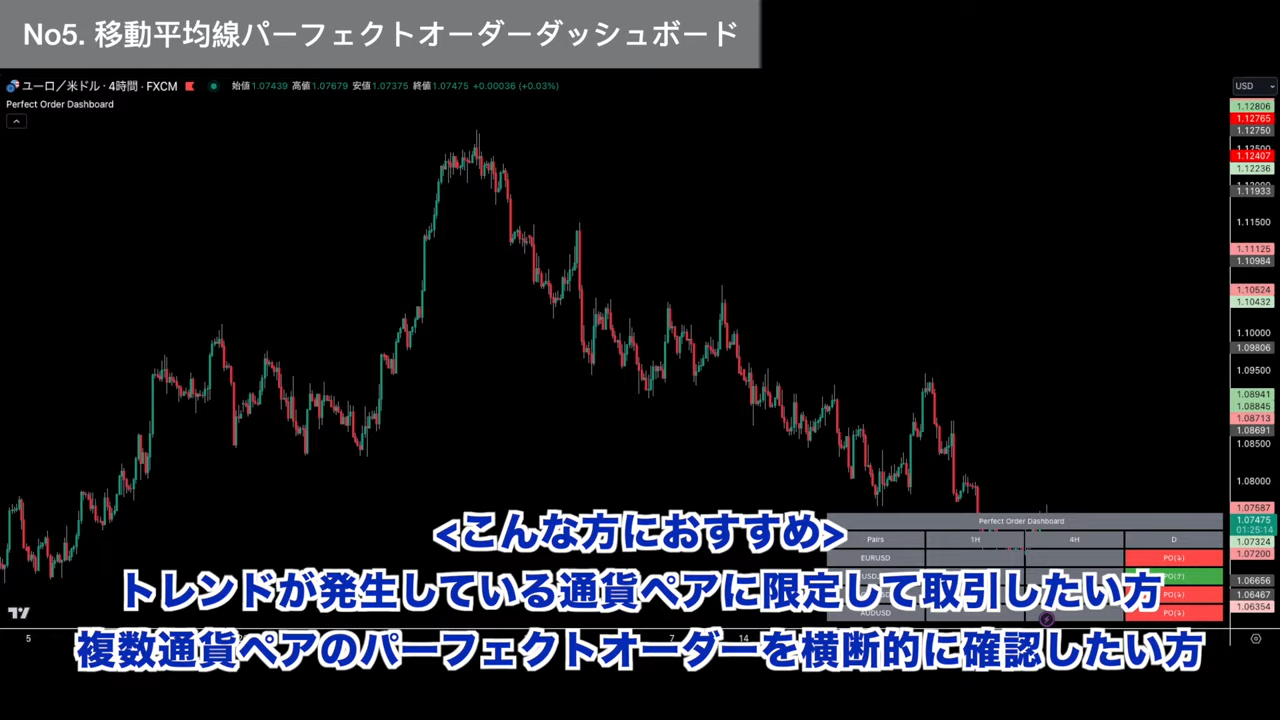 No5. 移動平均線パーフェクトオーダーダッシュボード
ユーロ／米ドル · 4時間 · FXCM 始値1.07439 高値1.07679 安値1.07375 終値1.07475 +0.00036 (+0.03%)
USD
Perfect Order Dashboard
1.12806
1.12765
1.12750
1.12407
1.12236
1.11933
1.11500
1.11125
1.10984
1.10524
1.10432
1.10000
1.09806
1.09500
1.08941
1.08845
1.08713
1.08691
1.08500
1.08000
1.07587
1.07475
01:25:14
1.07324
1.07200
1.06656
1.06467
1.06354
<こんな方におすすめ>
トレンドが発生している通貨ペアに限定して取引したい方
複数通貨ペアのパーフェクトオーダーを横断的に確認したい方
Perfect Order Dashboard
Pairs 1H 4H D
EURUSD PO(↴)
PO(⤴)
PO(↴)
AUDUSD PO(↴)
5
7
14